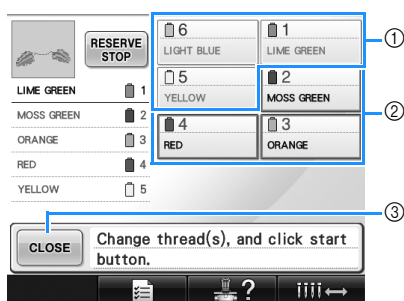 RESERVE
STOP
LIME GREEN 1
MOSS GREEN 2
ORANGE 3
RED 4
YELLOW 5
6
LIGHT BLUE
1
LIME GREEN
5
YELLOW
2
MOSS GREEN
4
RED
3
ORANGE
①
②
③
CLOSE
Change thread(s), and click start
button.
?